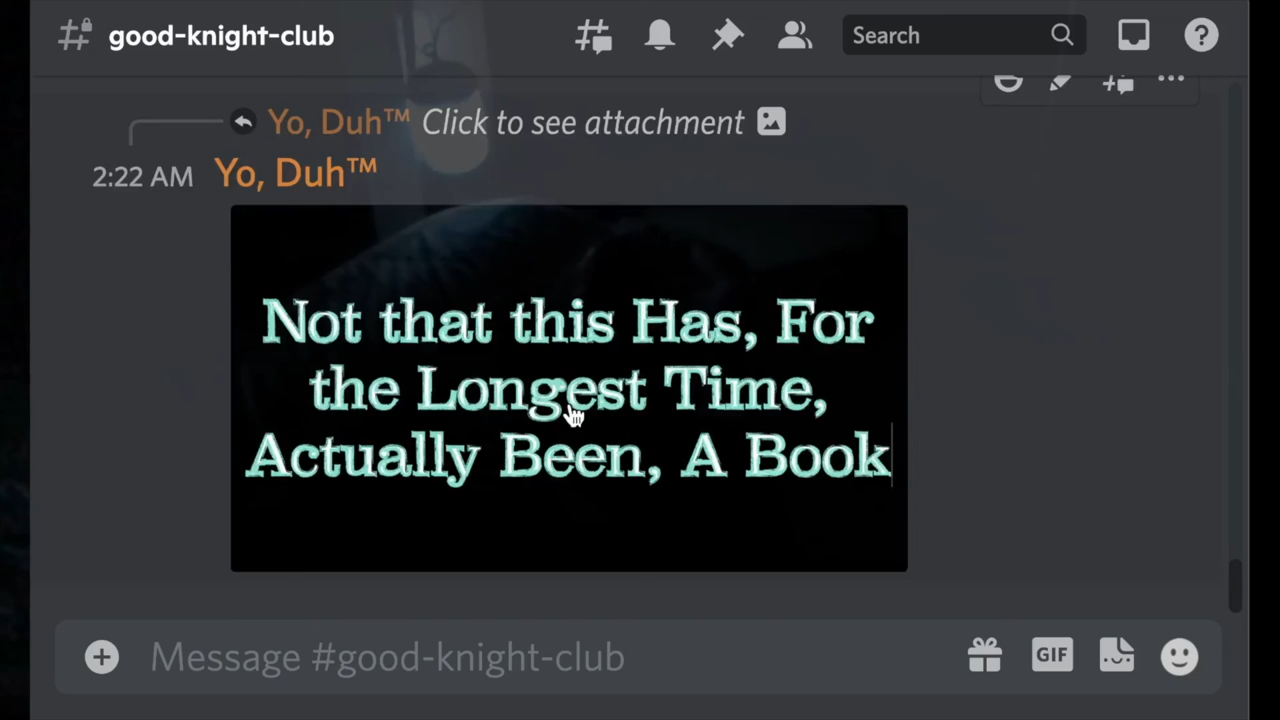 good-knight-club
Search
Yo, Duh™ Click to see attachment
2:22 AM Yo, Duh™
Not that this Has, For
the Longest Time,
Actually Been, A Book
Message #good-knight-club
GIF